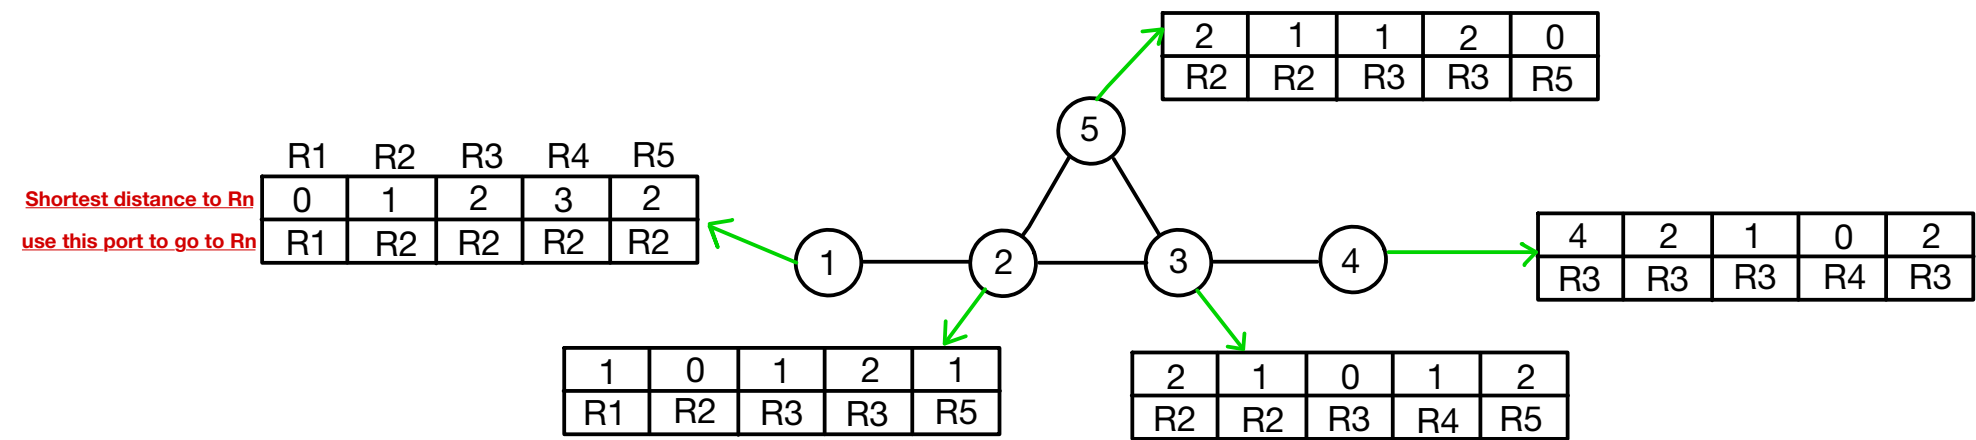 2 1 1 2 0
R2 R2 R3 R3 R5
5
R1 R2 R3 R4 R5
Shortest distance to Rn 0 1 2 3 2
use this port to go to Rn R1 R2 R2 R2 R2
1 2 3 4
4 2 1 0 2
R3 R3 R3 R4 R3
1 0 1 2 1
R1 R2 R3 R3 R5
2 1 0 1 2
R2 R2 R3 R4 R5